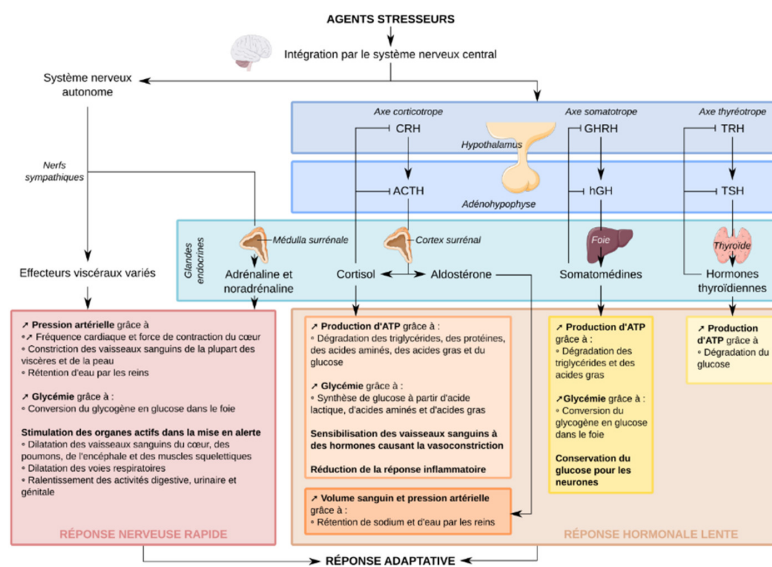 AGENTS STRESSEURS
Intégration par le système nerveux central
Système nerveux
autonome
Nerfs
sympathiques
Axe corticotrope
Axe somatotrope
Axe thyréotrope
CRH
GHRH
TRH
Hypothalamus
ACTH
hGH
TSH
Adénohypophyse
Glandes
endocrines
Médulla surrénale
Cortex surrénal
Foie
Thyroïde
Effecteurs viscéraux variés
Adrénaline et
noradrénaline
Cortisol
Aldostérone
Somatomédines
Hormones
thyroïdiennes
↗ Pression artérielle grâce à
∘↗ Fréquence cardiaque et force de contraction du cœur
∘ Constriction des vaisseaux sanguins de la plupart des
viscères et de la peau
∘ Rétention d'eau par les reins
↗ Glycémie grâce à :
∘ Conversion du glycogène en glucose dans le foie
Stimulation des organes actifs dans la mise en alerte
∘ Dilatation des vaisseaux sanguins du cœur, des
poumons, de l'encéphale et des muscles squelettiques
∘ Dilatation des voies respiratoires
∘ Ralentissement des activités digestive, urinaire et
génitale
RÉPONSE NERVEUSE RAPIDE
↗ Production d'ATP grâce à :
∘ Dégradation des triglycérides, des protéines,
des acides aminés, des acides gras et du
glucose
↗ Glycémie grâce à :
∘ Synthèse de glucose à partir d'acide
lactique, d'acides aminés et d'acides gras
Sensibilisation des vaisseaux sanguins à
des hormones causant la vasoconstriction
Réduction de la réponse inflammatoire
↗ Volume sanguin et pression artérielle
grâce à :
∘ Rétention de sodium et d'eau par les reins
↗ Production d'ATP
grâce à :
∘ Dégradation des
triglycérides et des
acides gras
↗Glycémie grâce à :
∘ Conversion du
glycogène en glucose
dans le foie
Conservation du
glucose pour les
neurones
↗ Production
d'ATP grâce à
∘ Dégradation du
glucose
RÉPONSE HORMONALE LENTE
RÉPONSE ADAPTATIVE